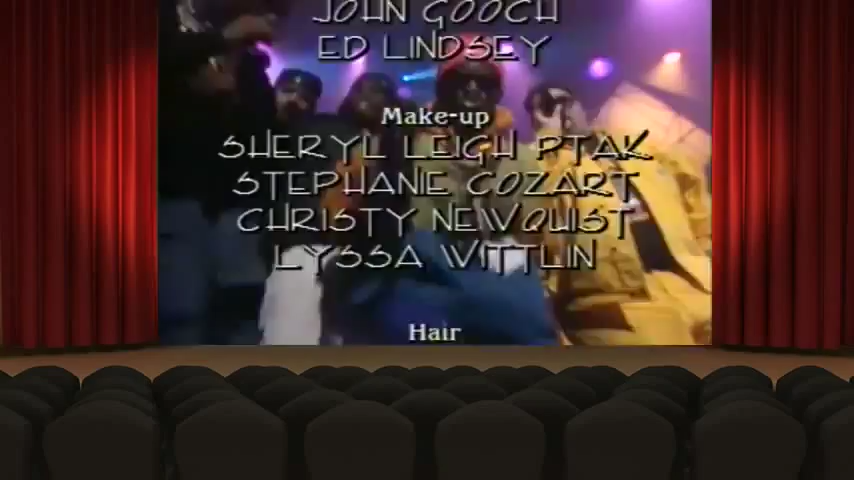 JOHN GOOCH
ED LINDSEY
Make-up
SHERYL LEIGH PTAK
STEPHANIE COZART
CHRISTY NEWQUIST
LYSSA WITTLIN
Hair